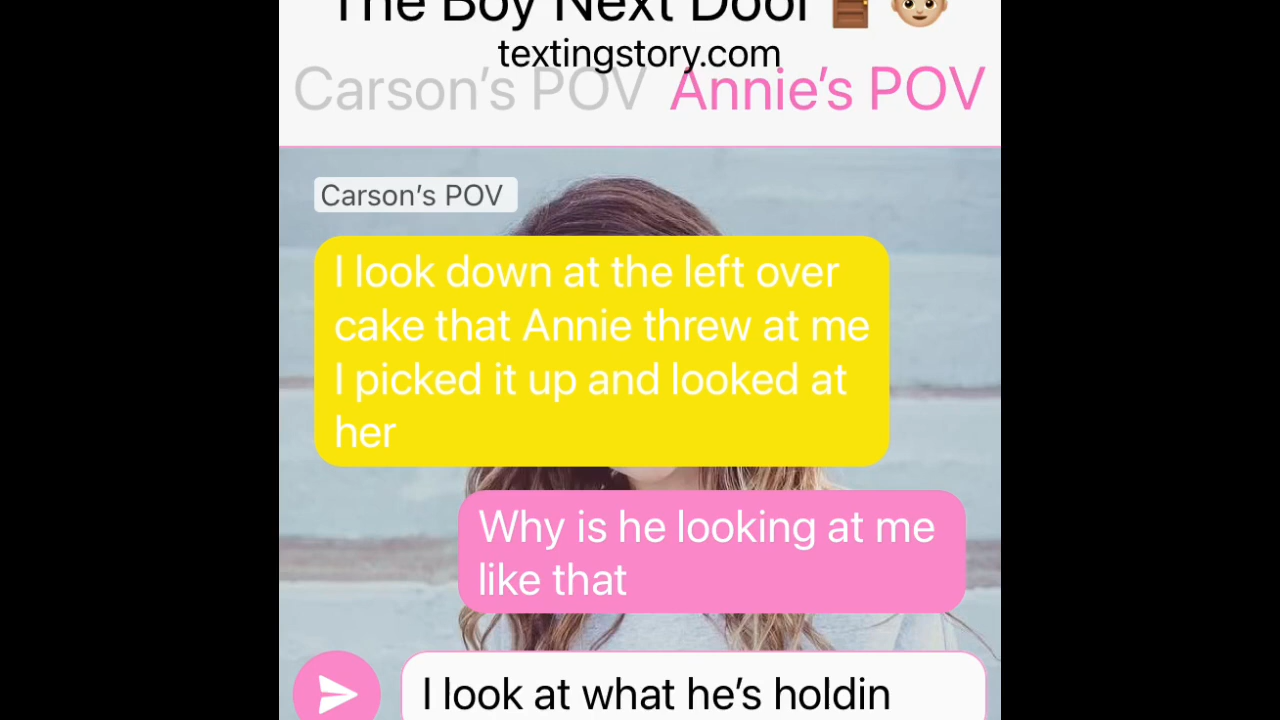 The Boy Next Door
textingstory.com
Carson’s POV Annie’s POV
Carson’s POV
I look down at the left over
cake that Annie threw at me
I picked it up and looked at
her
Why is he looking at me
like that
I look at what he’s holdin